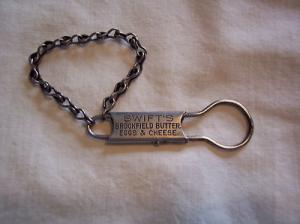 SWIFT'S
BROOKFIELD BUTTER,
EGGS & CHEESE.